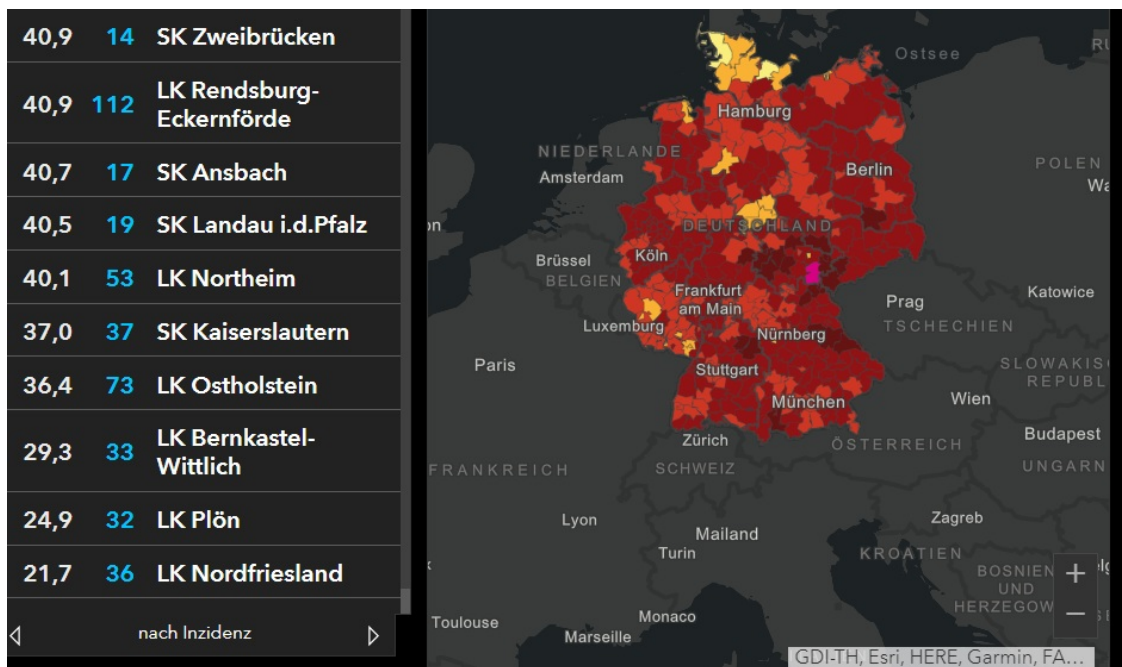 40,9 14 SK Zweibrücken
40,9 112 LK Rendsburg-
Eckernförde
40,7 17 SK Ansbach
40,5 19 SK Landau i.d.Pfalz
40,1 53 LK Northeim
37,0 37 SK Kaiserslautern
36,4 73 LK Ostholstein
29,3 33 LK Bernkastel-
Wittlich
24,9 32 LK Plön
21,7 36 LK Nordfriesland
nach Inzidenz
Ostsee
Hamburg
NIEDERLANDE
Amsterdam
Berlin
POLEN
DEUTSCHLAND
Köln
Brüssel
BELGIEN
Frankfurt
am Main
Prag
Katowice
Luxemburg
Nürnberg
TSCHECHIEN
Paris
Stuttgart
SLOWAKIS
REPUBL
München
Wien
Zürich
Budapest
ÖSTERREICH
FRANKREICH
SCHWEIZ
UNGARN
Lyon
Mailand
Zagreb
Turin
KROATIEN
BOSNIEN
UND
HERZEGOW
+
−
Monaco
Toulouse
Marseille
GDI-TH, Esri, HERE, Garmin, FA...